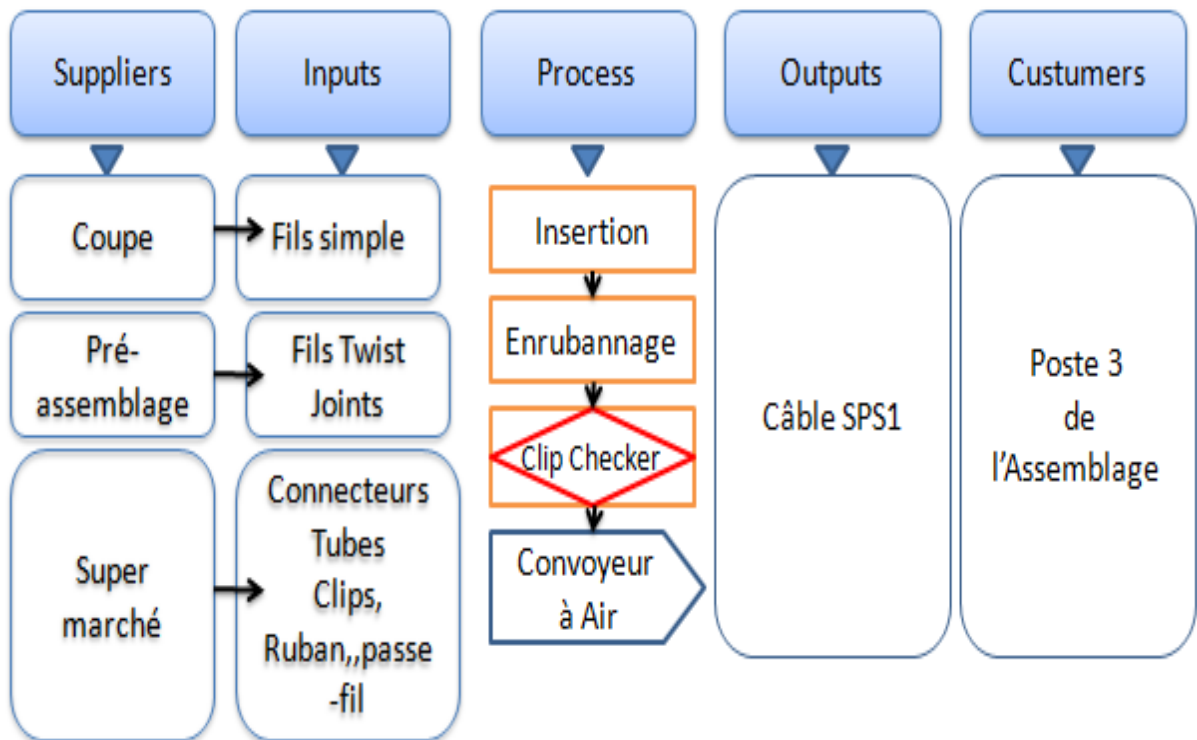 Suppliers
Inputs
Process
Outputs
Custumers
Coupe
Fils simple
Pré-
assemblage
Fils Twist
Joints
Super
marché
Connecteurs
Tubes
Clips,
Ruban,,passe
-fil
Insertion
Enrubannage
Clip Checker
Convoyeur
à Air
Câble SPS1
Poste 3
de
l'Assemblage